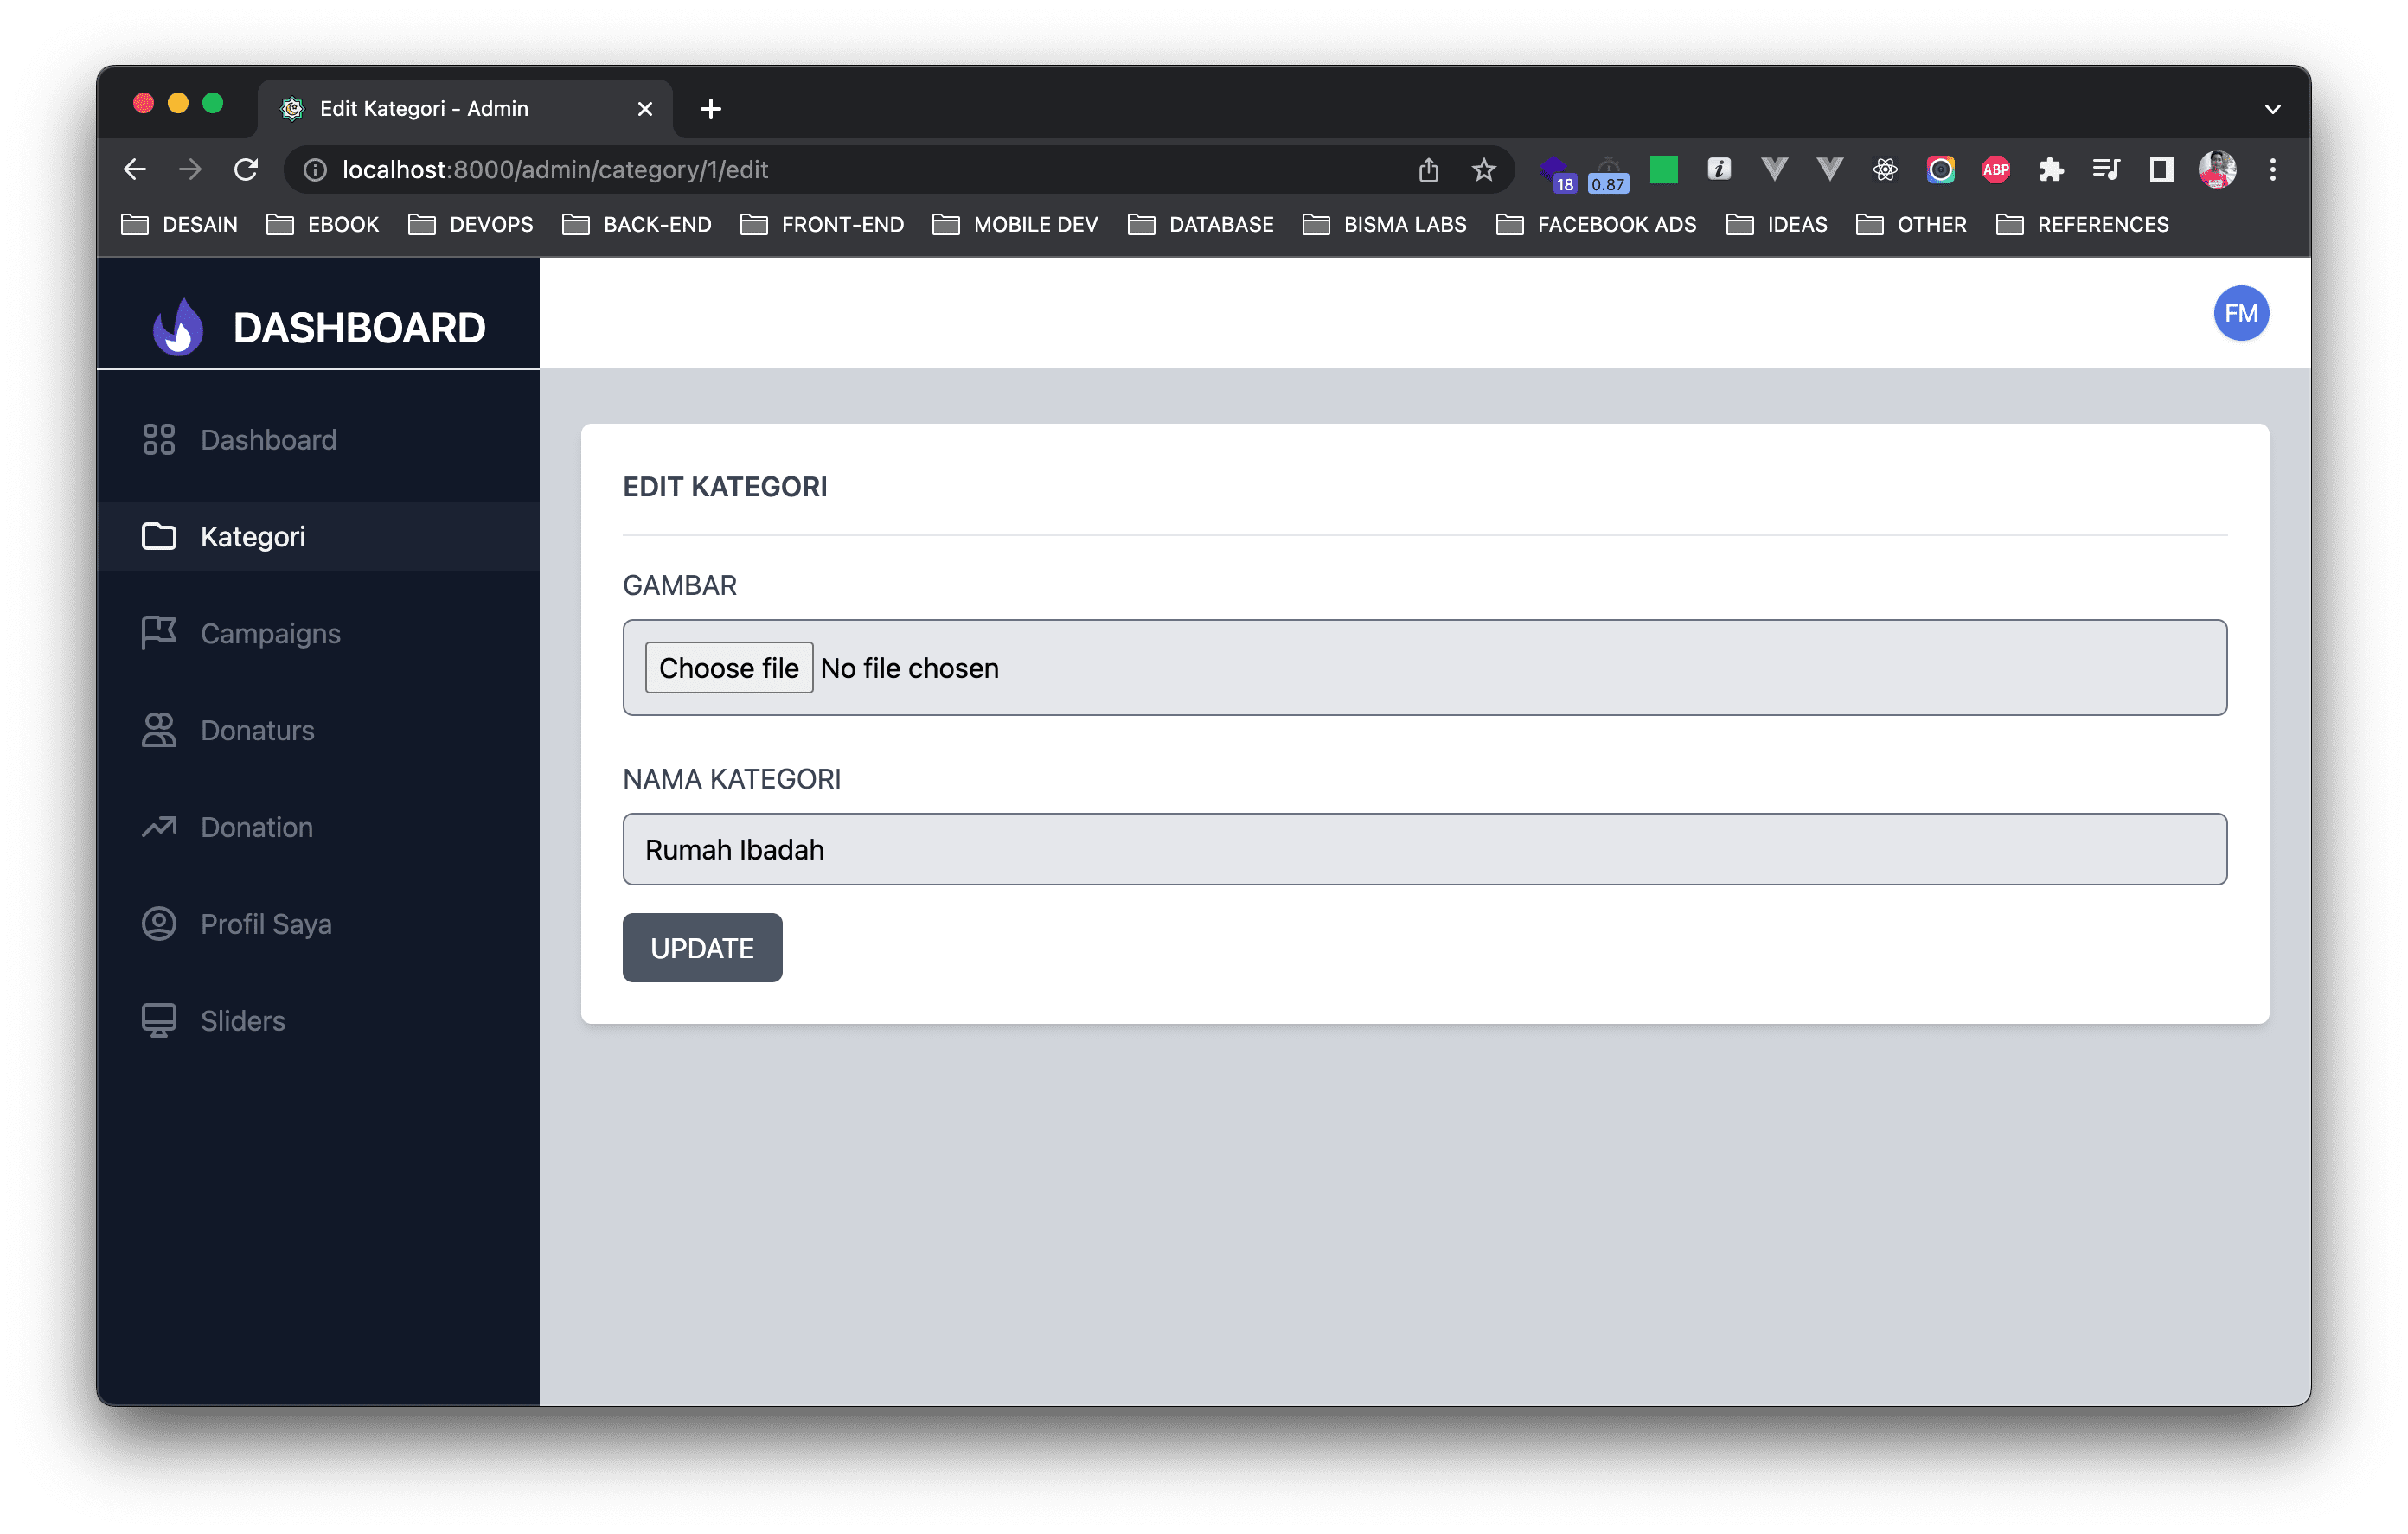 Edit Kategori - Admin
localhost:8000/admin/category/1/edit
18
0.87
i
ABP
DESAIN
EBOOK
DEVOPS
BACK-END
FRONT-END
MOBILE DEV
DATABASE
BISMA LABS
FACEBOOK ADS
IDEAS
OTHER
REFERENCES
DASHBOARD
FM
Dashboard
Kategori
Campaigns
Donaturs
Donation
Profil Saya
Sliders
EDIT KATEGORI
GAMBAR
Choose file No file chosen
NAMA KATEGORI
Rumah Ibadah
UPDATE